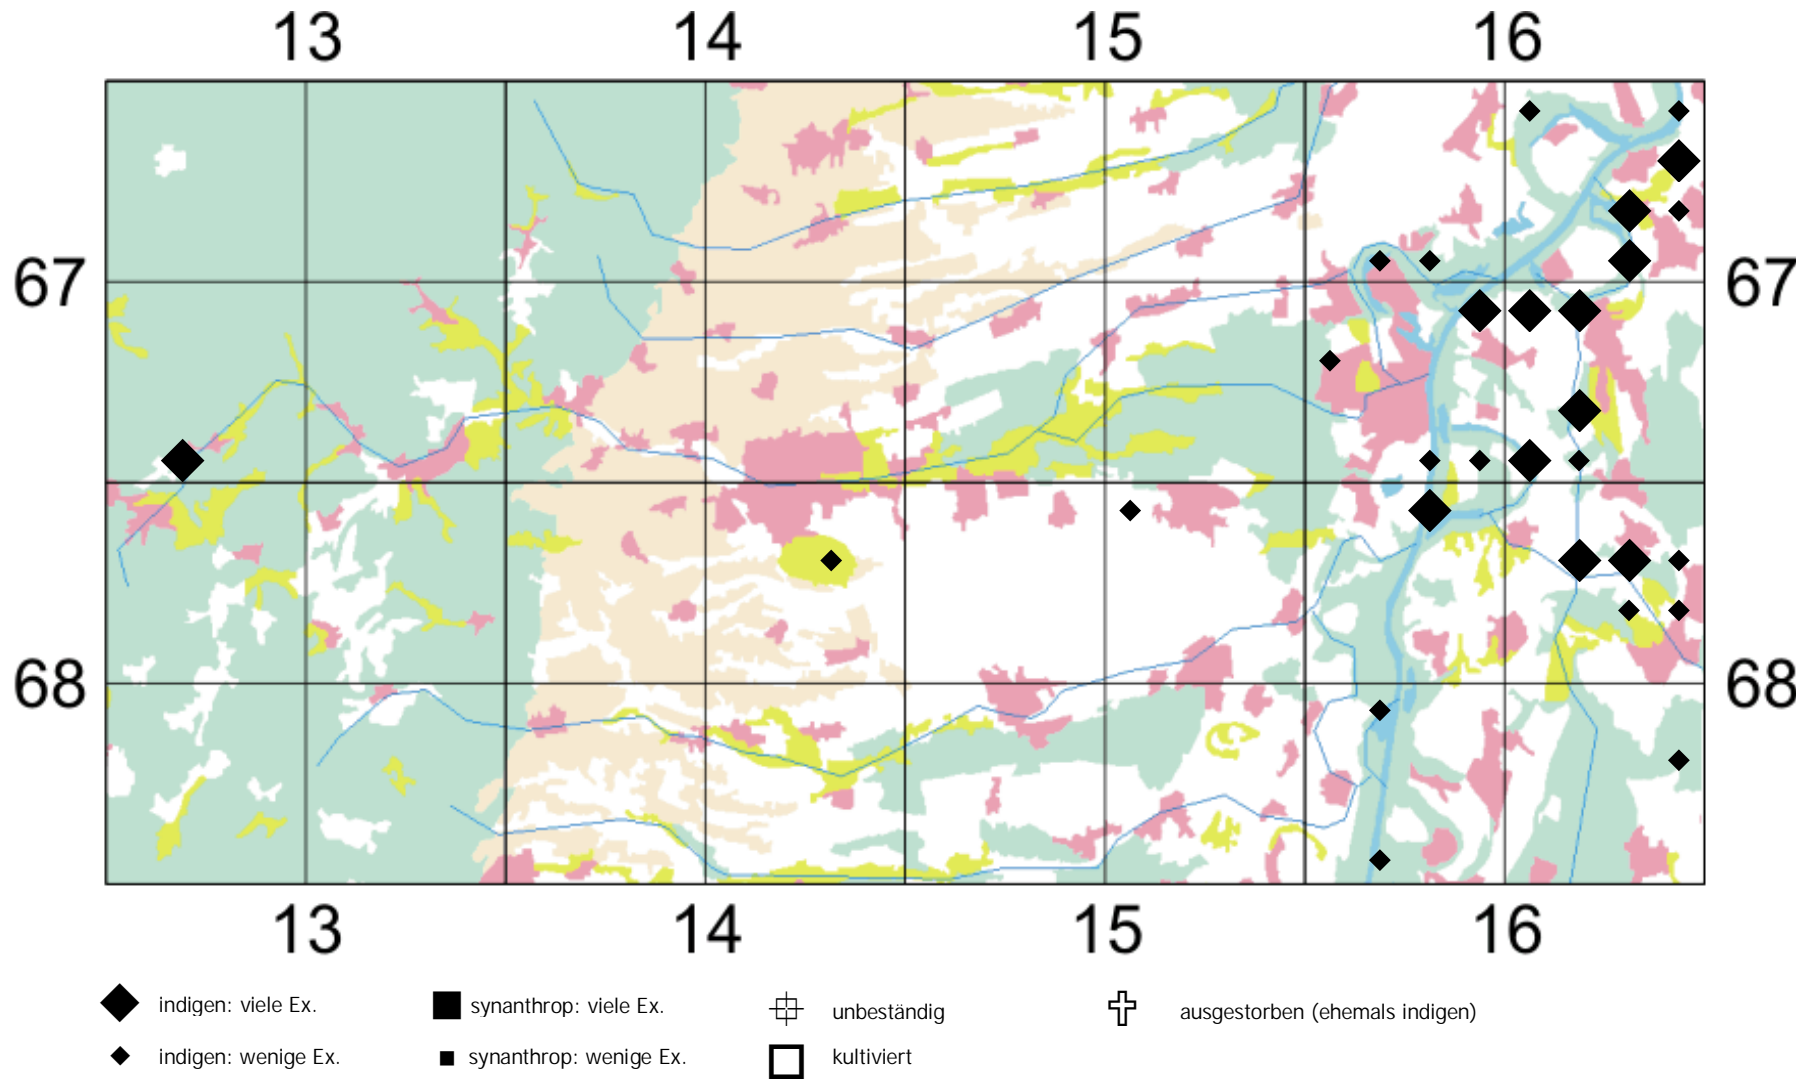 13 14 15 16
67 67
68 68
13 14 15 16
indigen: viele Ex. synanthrop: viele Ex. unbeständig ausgestorben (ehemals indigen)
indigen: wenige Ex. synanthrop: wenige Ex. kultiviert